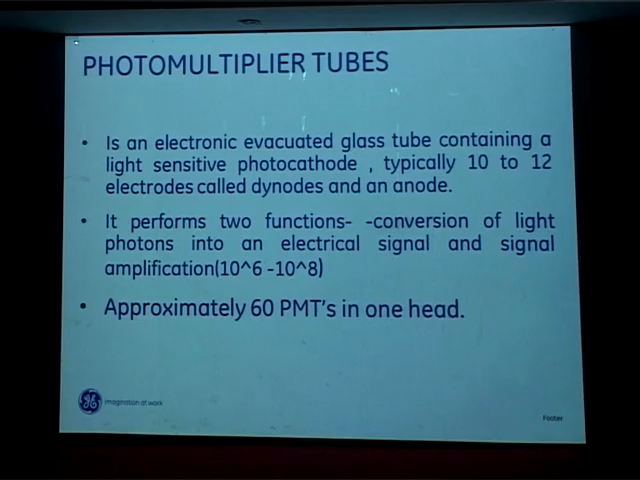 PHOTOMULTIPLIER TUBES
• Is an electronic evacuated glass tube containing a
light sensitive photocathode , typically 10 to 12
electrodes called dynodes and an anode.
• It performs two functions- -conversion of light
photons into an electrical signal and signal
amplification(10^6 -10^8)
• Approximately 60 PMT's in one head.
GE imagination at work
Footer